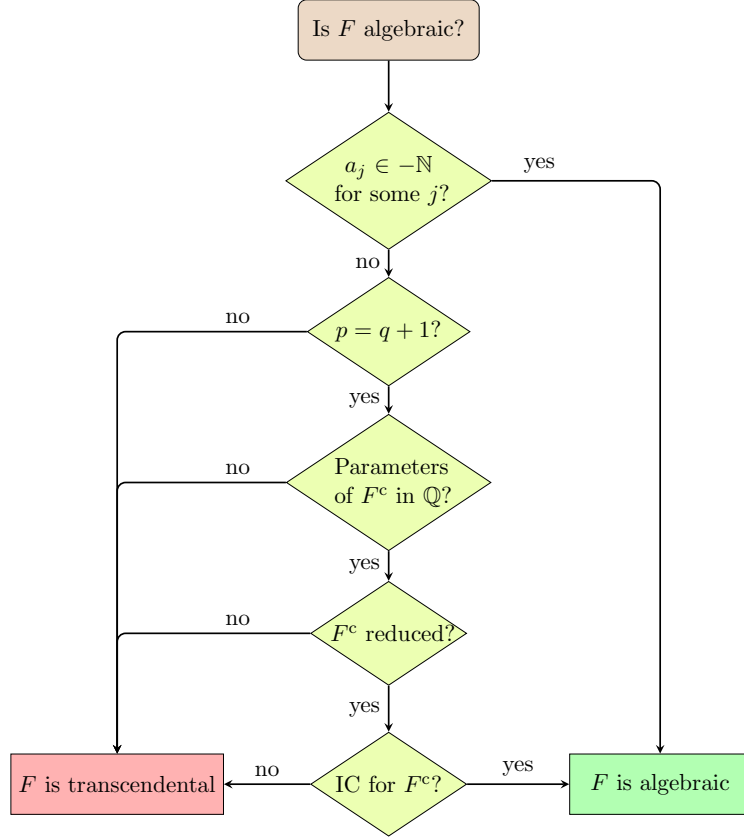 Is F algebraic?
a_j ∈ −ℕ
for some j?
yes
no
p = q + 1?
no
yes
Parameters
of F^c in ℚ?
no
yes
F^c reduced?
no
yes
F is transcendental
no
IC for F^c?
yes
F is algebraic